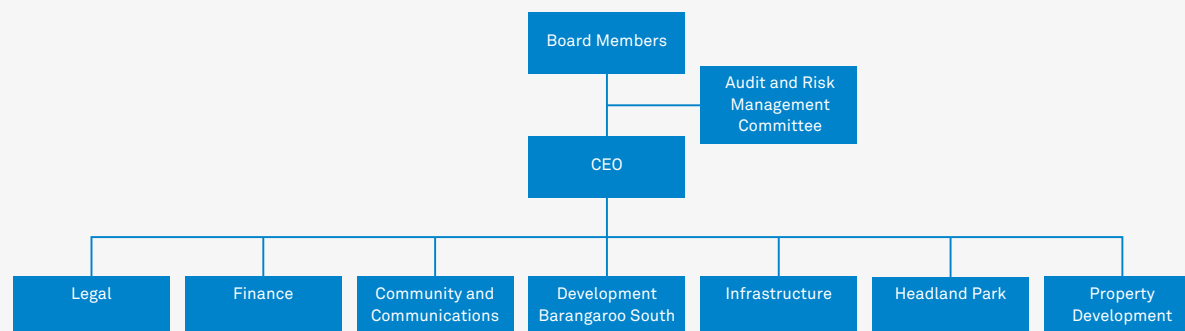 Board Members
Audit and Risk
Management
Committee
CEO
Legal
Finance
Community and
Communications
Development
Barangaroo South
Infrastructure
Headland Park
Property
Development